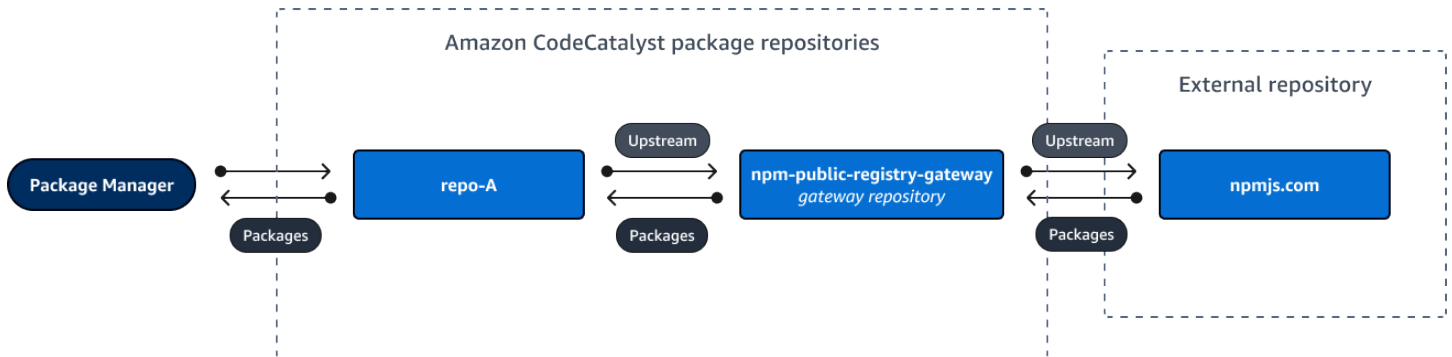 Amazon CodeCatalyst package repositories
External repository
Upstream
Upstream
Package Manager
repo-A
npm-public-registry-gateway
gateway repository
npmjs.com
Packages
Packages
Packages